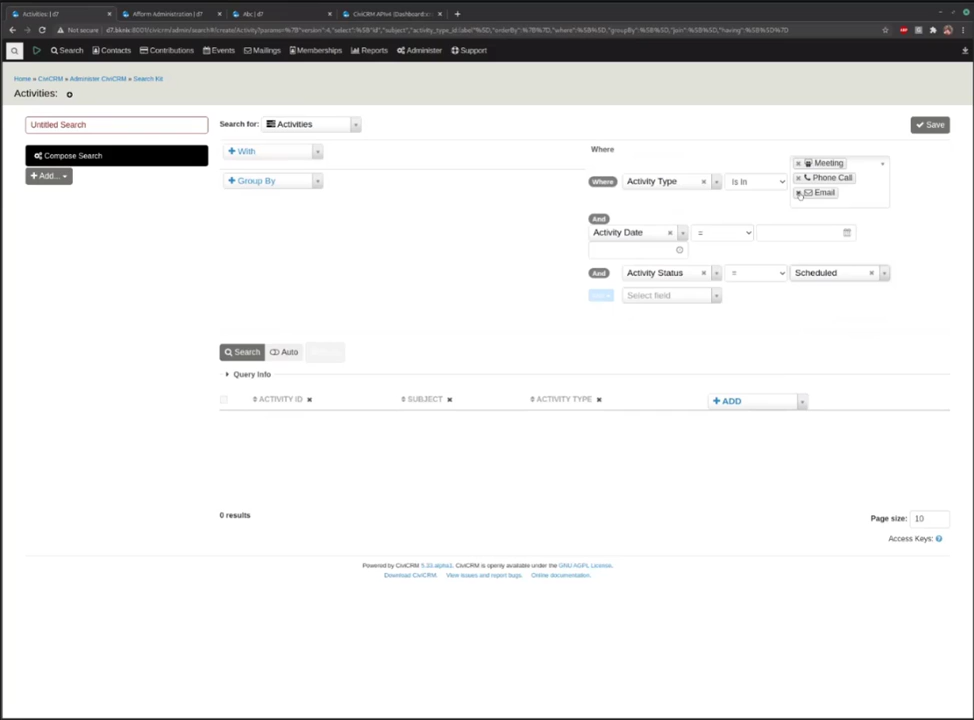 Activities | d7
Afform Administration | d7
Abc | d7
CiviCRM APIv4 (Dashboard::
Not secure
Search
Contacts
Contributions
Events
Mailings
Memberships
Reports
Administer
Support
Home » CiviCRM » Administer CiviCRM » Search Kit
Activities:
Untitled Search
Search for:
Activities
Save
Compose Search
+ Add...
+ With
+ Group By
Where
Where
Activity Type
Is In
Meeting
Phone Call
Email
And
Activity Date
=
And
Activity Status
=
Scheduled
Select field
Search
Auto
Query Info
ACTIVITY ID
SUBJECT
ACTIVITY TYPE
+ ADD
0 results
Page size:
10
Access Keys:
Powered by CiviCRM 5.33.alpha1. CiviCRM is openly available under the GNU AGPL License.
Download CiviCRM. View issues and report bugs. Online documentation.